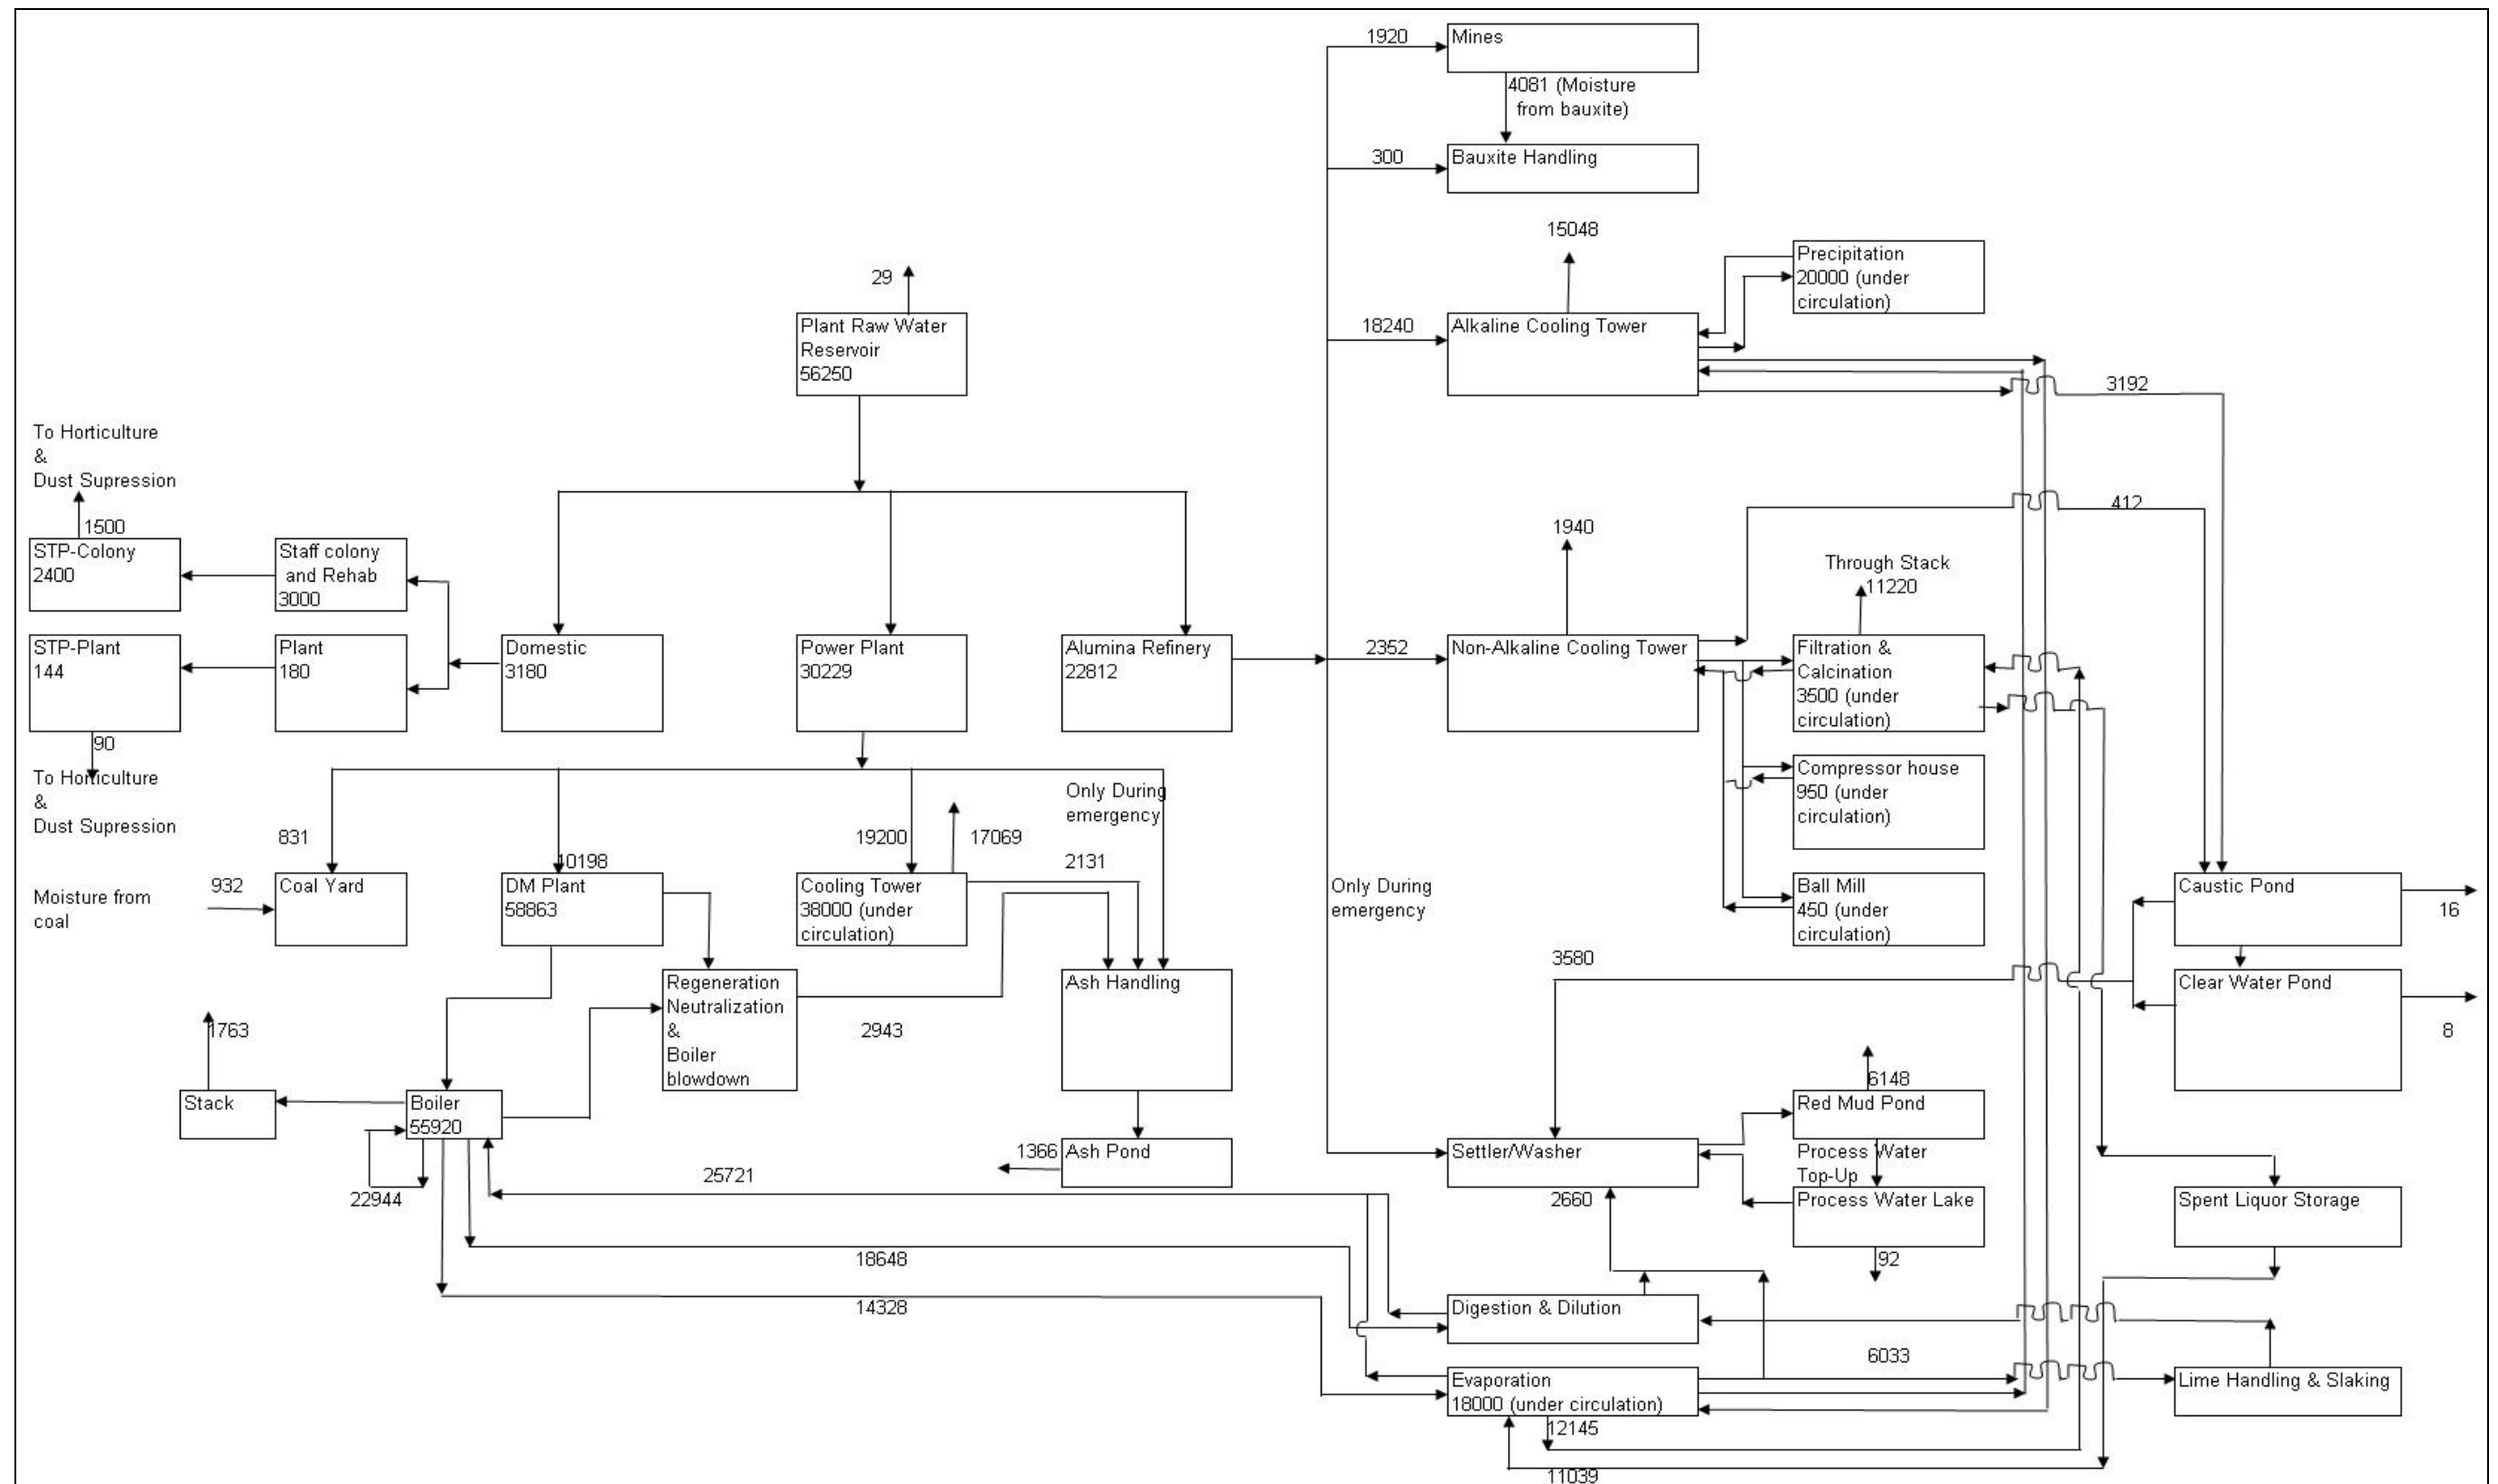 1920
Mines
4081 (Moisture
from bauxite)
300
Bauxite Handling
15048
Precipitation
20000 (under
circulation)
29
Plant Raw Water
Reservoir
56250
18240
Alkaline Cooling Tower
3192
To Horticulture
&
Dust Supression
1500
STP-Colony
2400
Staff colony
and Rehab
3000
412
1940
Through Stack
11220
STP-Plant
144
Plant
180
Domestic
3180
Power Plant
30229
Alumina Refinery
22812
2352
Non-Alkaline Cooling Tower
Filtration &
Calcination
3500 (under
circulation)
90
To Horticulture
&
Dust Supression
Only During
emergency
Compressor house
950 (under
circulation)
831
10198
19200
17069
2131
Moisture from
coal
932
Coal Yard
DM Plant
58863
Cooling Tower
38000 (under
circulation)
Only During
emergency
Ball Mill
450 (under
circulation)
Caustic Pond
16
3580
Regeneration
Neutralization
&
Boiler
blowdown
2943
Ash Handling
Clear Water Pond
8
1763
Stack
Boiler
55920
6148
Red Mud Pond
1366
Ash Pond
Settler/Washer
Process Water
Top-Up
25721
22944
2660
Process Water Lake
Spent Liquor Storage
92
18648
14328
Digestion & Dilution
6033
Evaporation
18000 (under circulation)
Lime Handling & Slaking
12145
11039